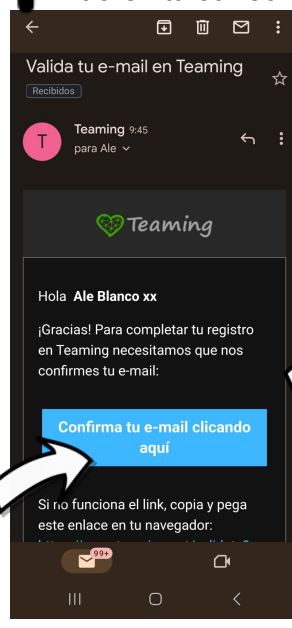 Valida tu e-mail en Teaming
Recibidos
T
Teaming 9:45
para Ale
Teaming
Hola Ale Blanco xx
¡Gracias! Para completar tu registro
en Teaming necesitamos que nos
confirmes tu e-mail:
Confirma tu e-mail clicando
aquí
Si no funciona el link, copia y pega
este enlace en tu navegador:
99+